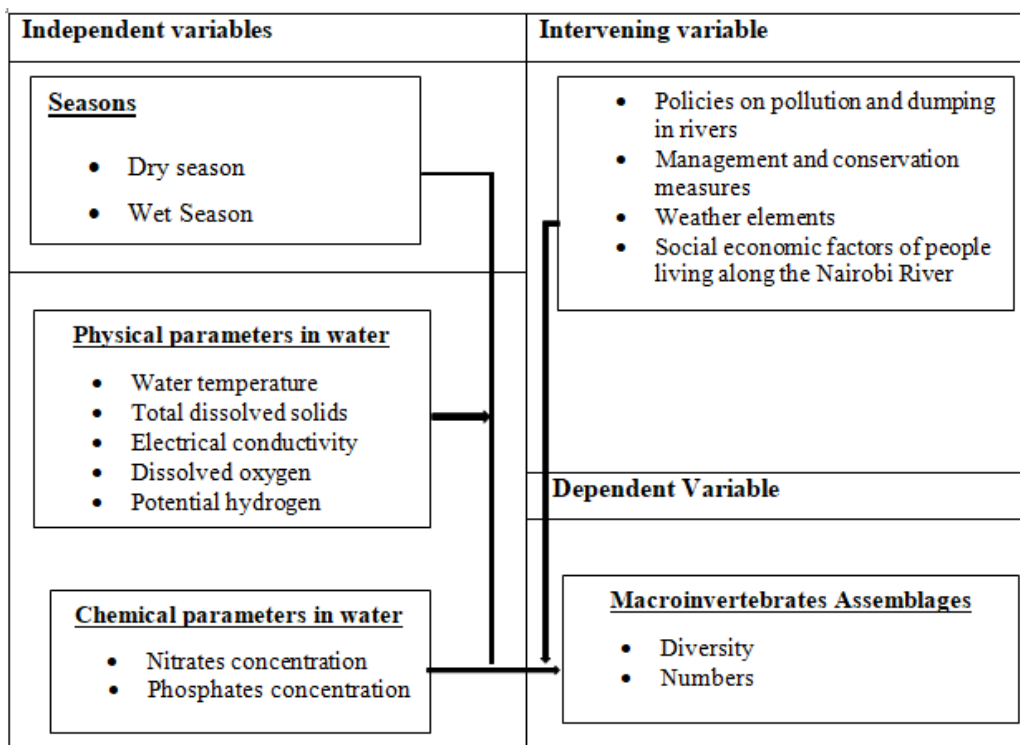 Independent variables
Intervening variable
Seasons
• Dry season
• Wet Season
• Policies on pollution and dumping
in rivers
• Management and conservation
measures
• Weather elements
• Social economic factors of people
living along the Nairobi River
Physical parameters in water
• Water temperature
• Total dissolved solids
• Electrical conductivity
• Dissolved oxygen
• Potential hydrogen
Dependent Variable
Chemical parameters in water
• Nitrates concentration
• Phosphates concentration
Macroinvertebrates Assemblages
• Diversity
• Numbers